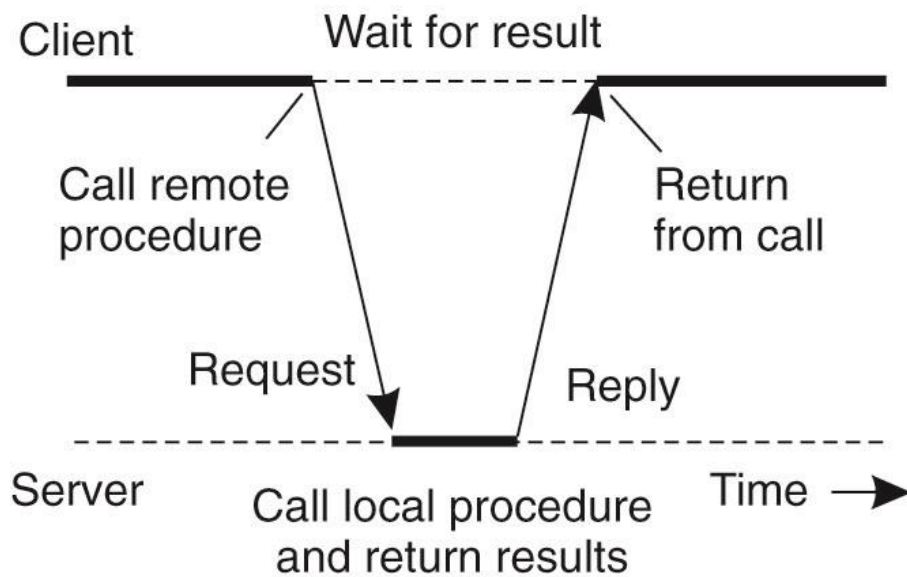 Client
Wait for result
Call remote
procedure
Return
from call
Request
Reply
Server
Time
Call local procedure
and return results